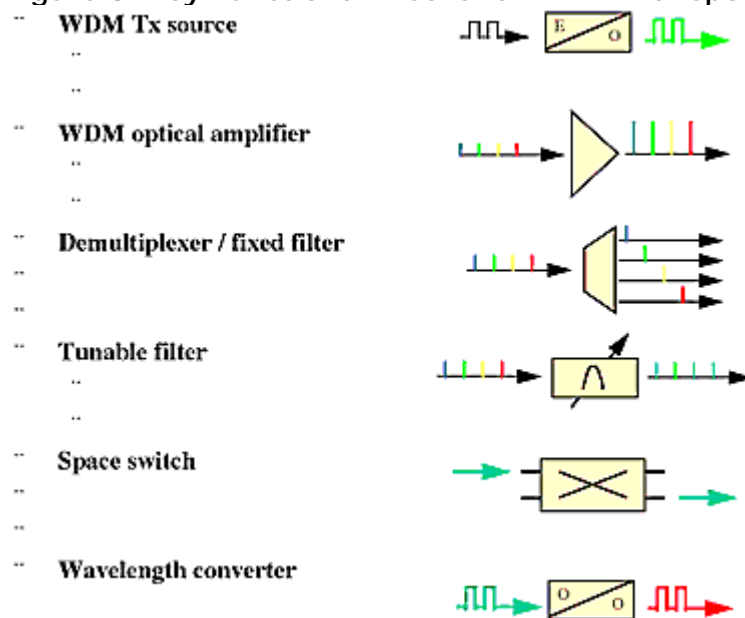 WDM Tx source
E
O
WDM optical amplifier
Demultiplexer / fixed filter
Tunable filter
Space switch
Wavelength converter
O
O